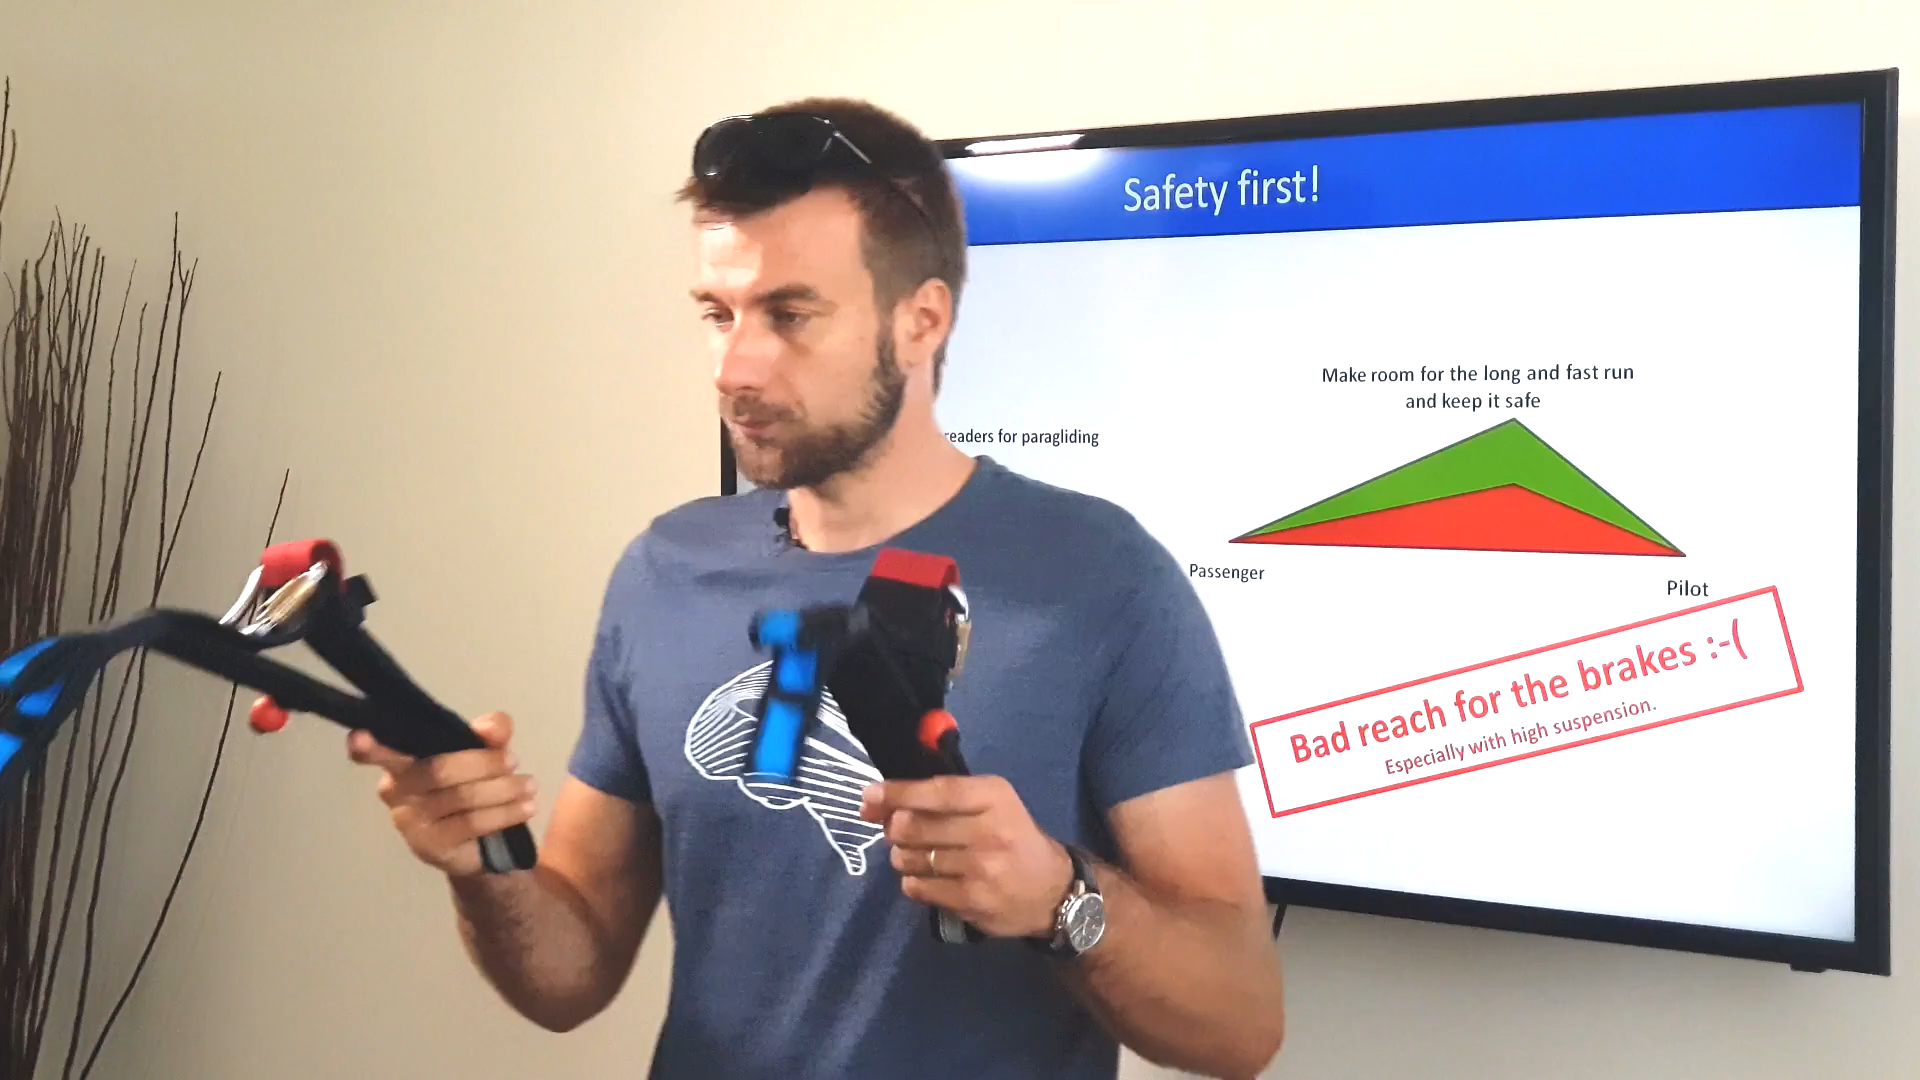 Safety first!
Make room for the long and fast run
and keep it safe
for paragliding
Passenger
Pilot
Bad reach for the brakes :-(
Especially with high suspension.